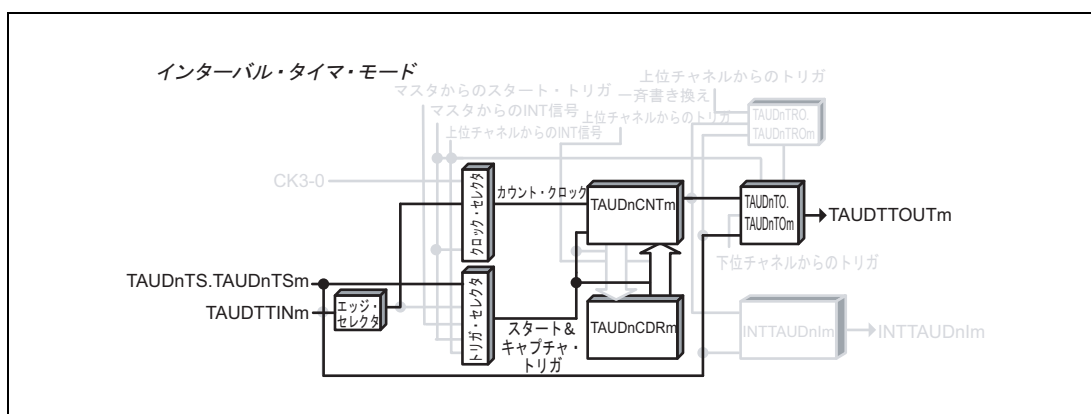 インターバル・タイマ・モード
上位チャネルからのトリガ
マスタからのスタート・トリガ
一斉書き換え
マスタからのINT信号
上位チャネルからのトリガ
上位チャネルからのINT信号
TAUDnTRO.
TAUDnTROm
CK3-0
クロック・セレクタ
カウント・クロック
TAUDnCNTm
TAUDnTO.
TAUDnTOm
TAUDTTOUTm
下位チャネルからのトリガ
TAUDnTS.TAUDnTSm
TAUDTTINm
エッジ・
セレクタ
トリガ・セレクタ
スタート&
キャプチャ・
トリガ
TAUDnCDRm
INTTAUDnIm
INTTAUDnIm